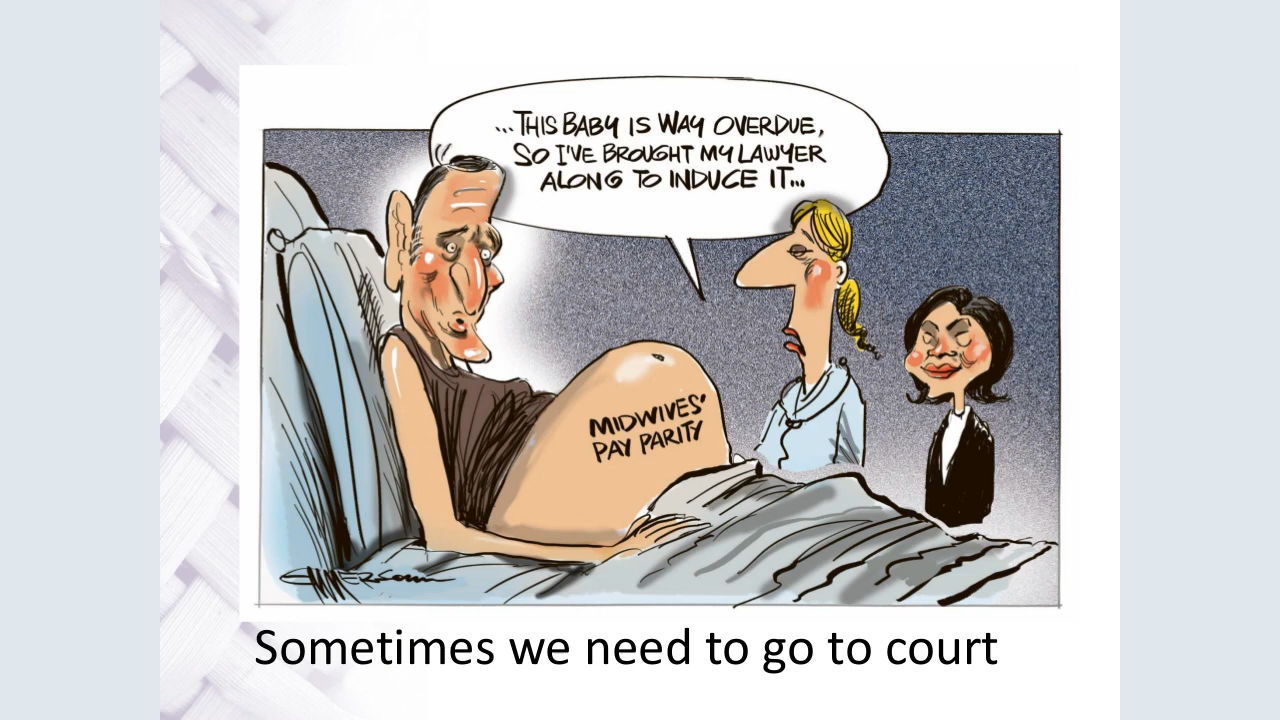 ...THIS BABY IS WAY OVERDUE,
SO I'VE BROUGHT MY LAWYER
ALONG TO INDUCE IT...
MIDWIVES'
PAY PARITY
EMMERSON
Sometimes we need to go to court